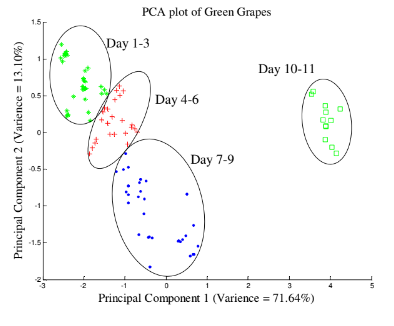 PCA plot of Green Grapes
Day 1-3
Day 4-6
Day 7-9
Day 10-11
Principal Component 2 (Varience = 13.10%)
1.5
1
0.5
0
-0.5
-1
-1.5
-2
-3
-2
-1
0
1
2
3
4
5
Principal Component 1 (Varience = 71.64%)